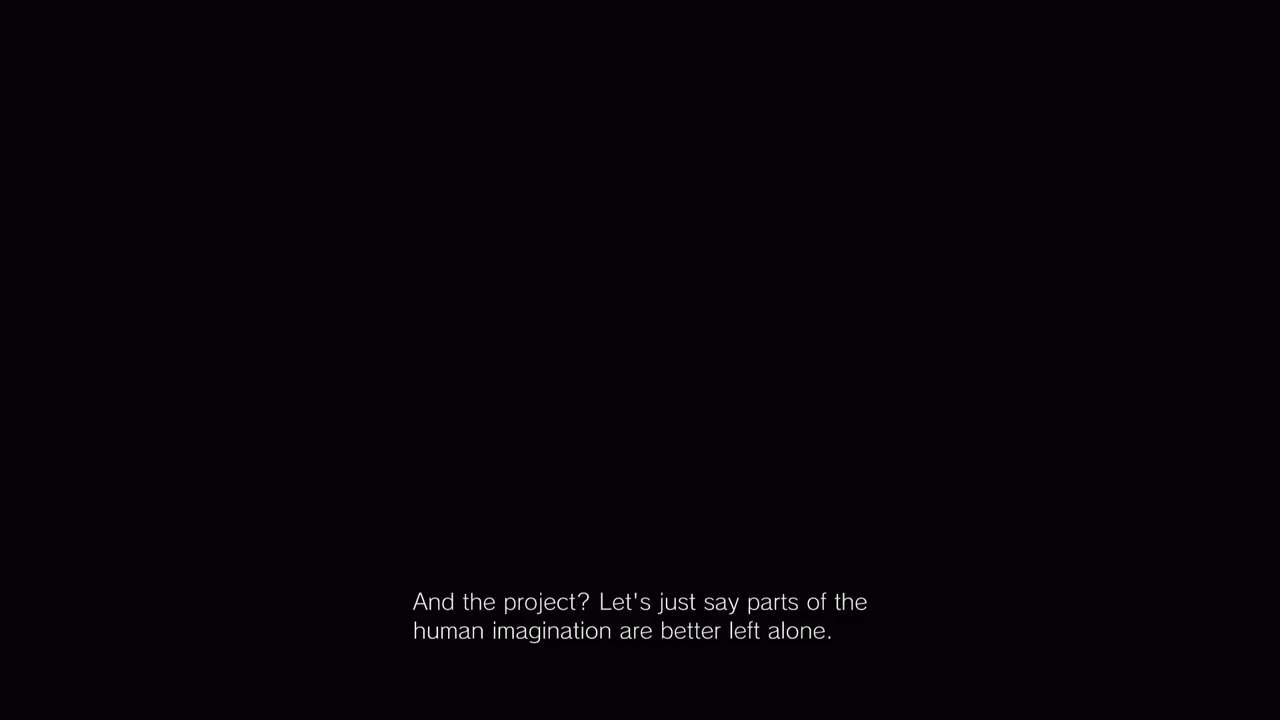 And the project? Let's just say parts of the
human imagination are better left alone.